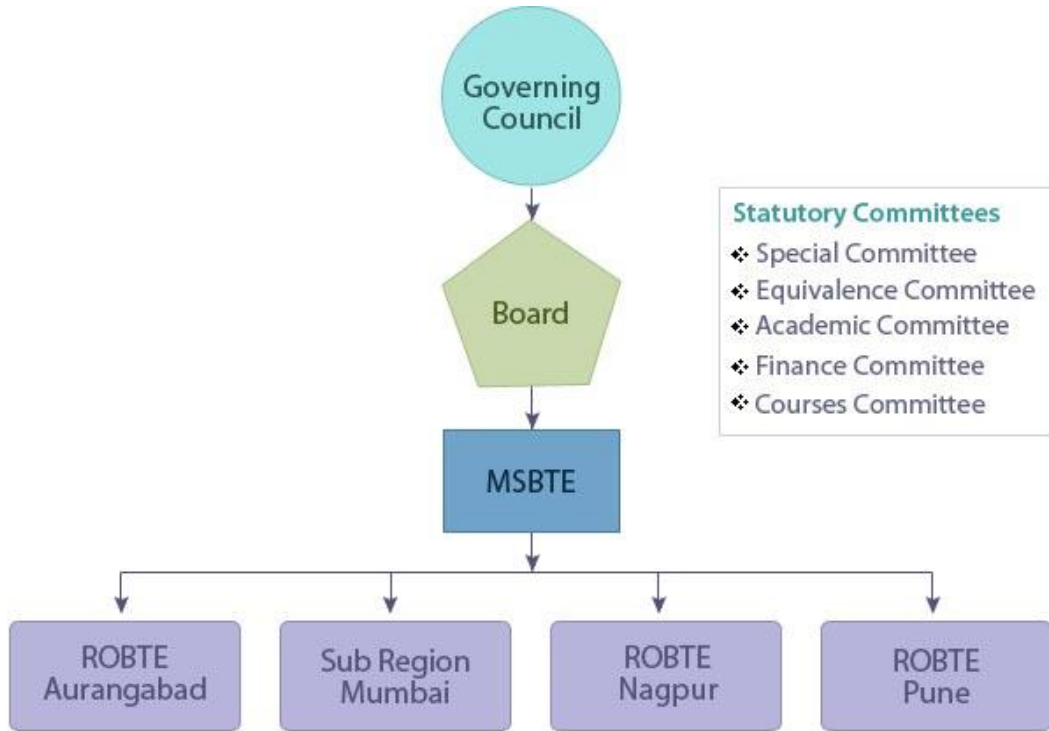 Governing
Council
Board
MSBTE
Statutory Committees
Special Committee
Equivalence Committee
Academic Committee
Finance Committee
Courses Committee
ROBTE
Aurangabad
Sub Region
Mumbai
ROBTE
Nagpur
ROBTE
Pune